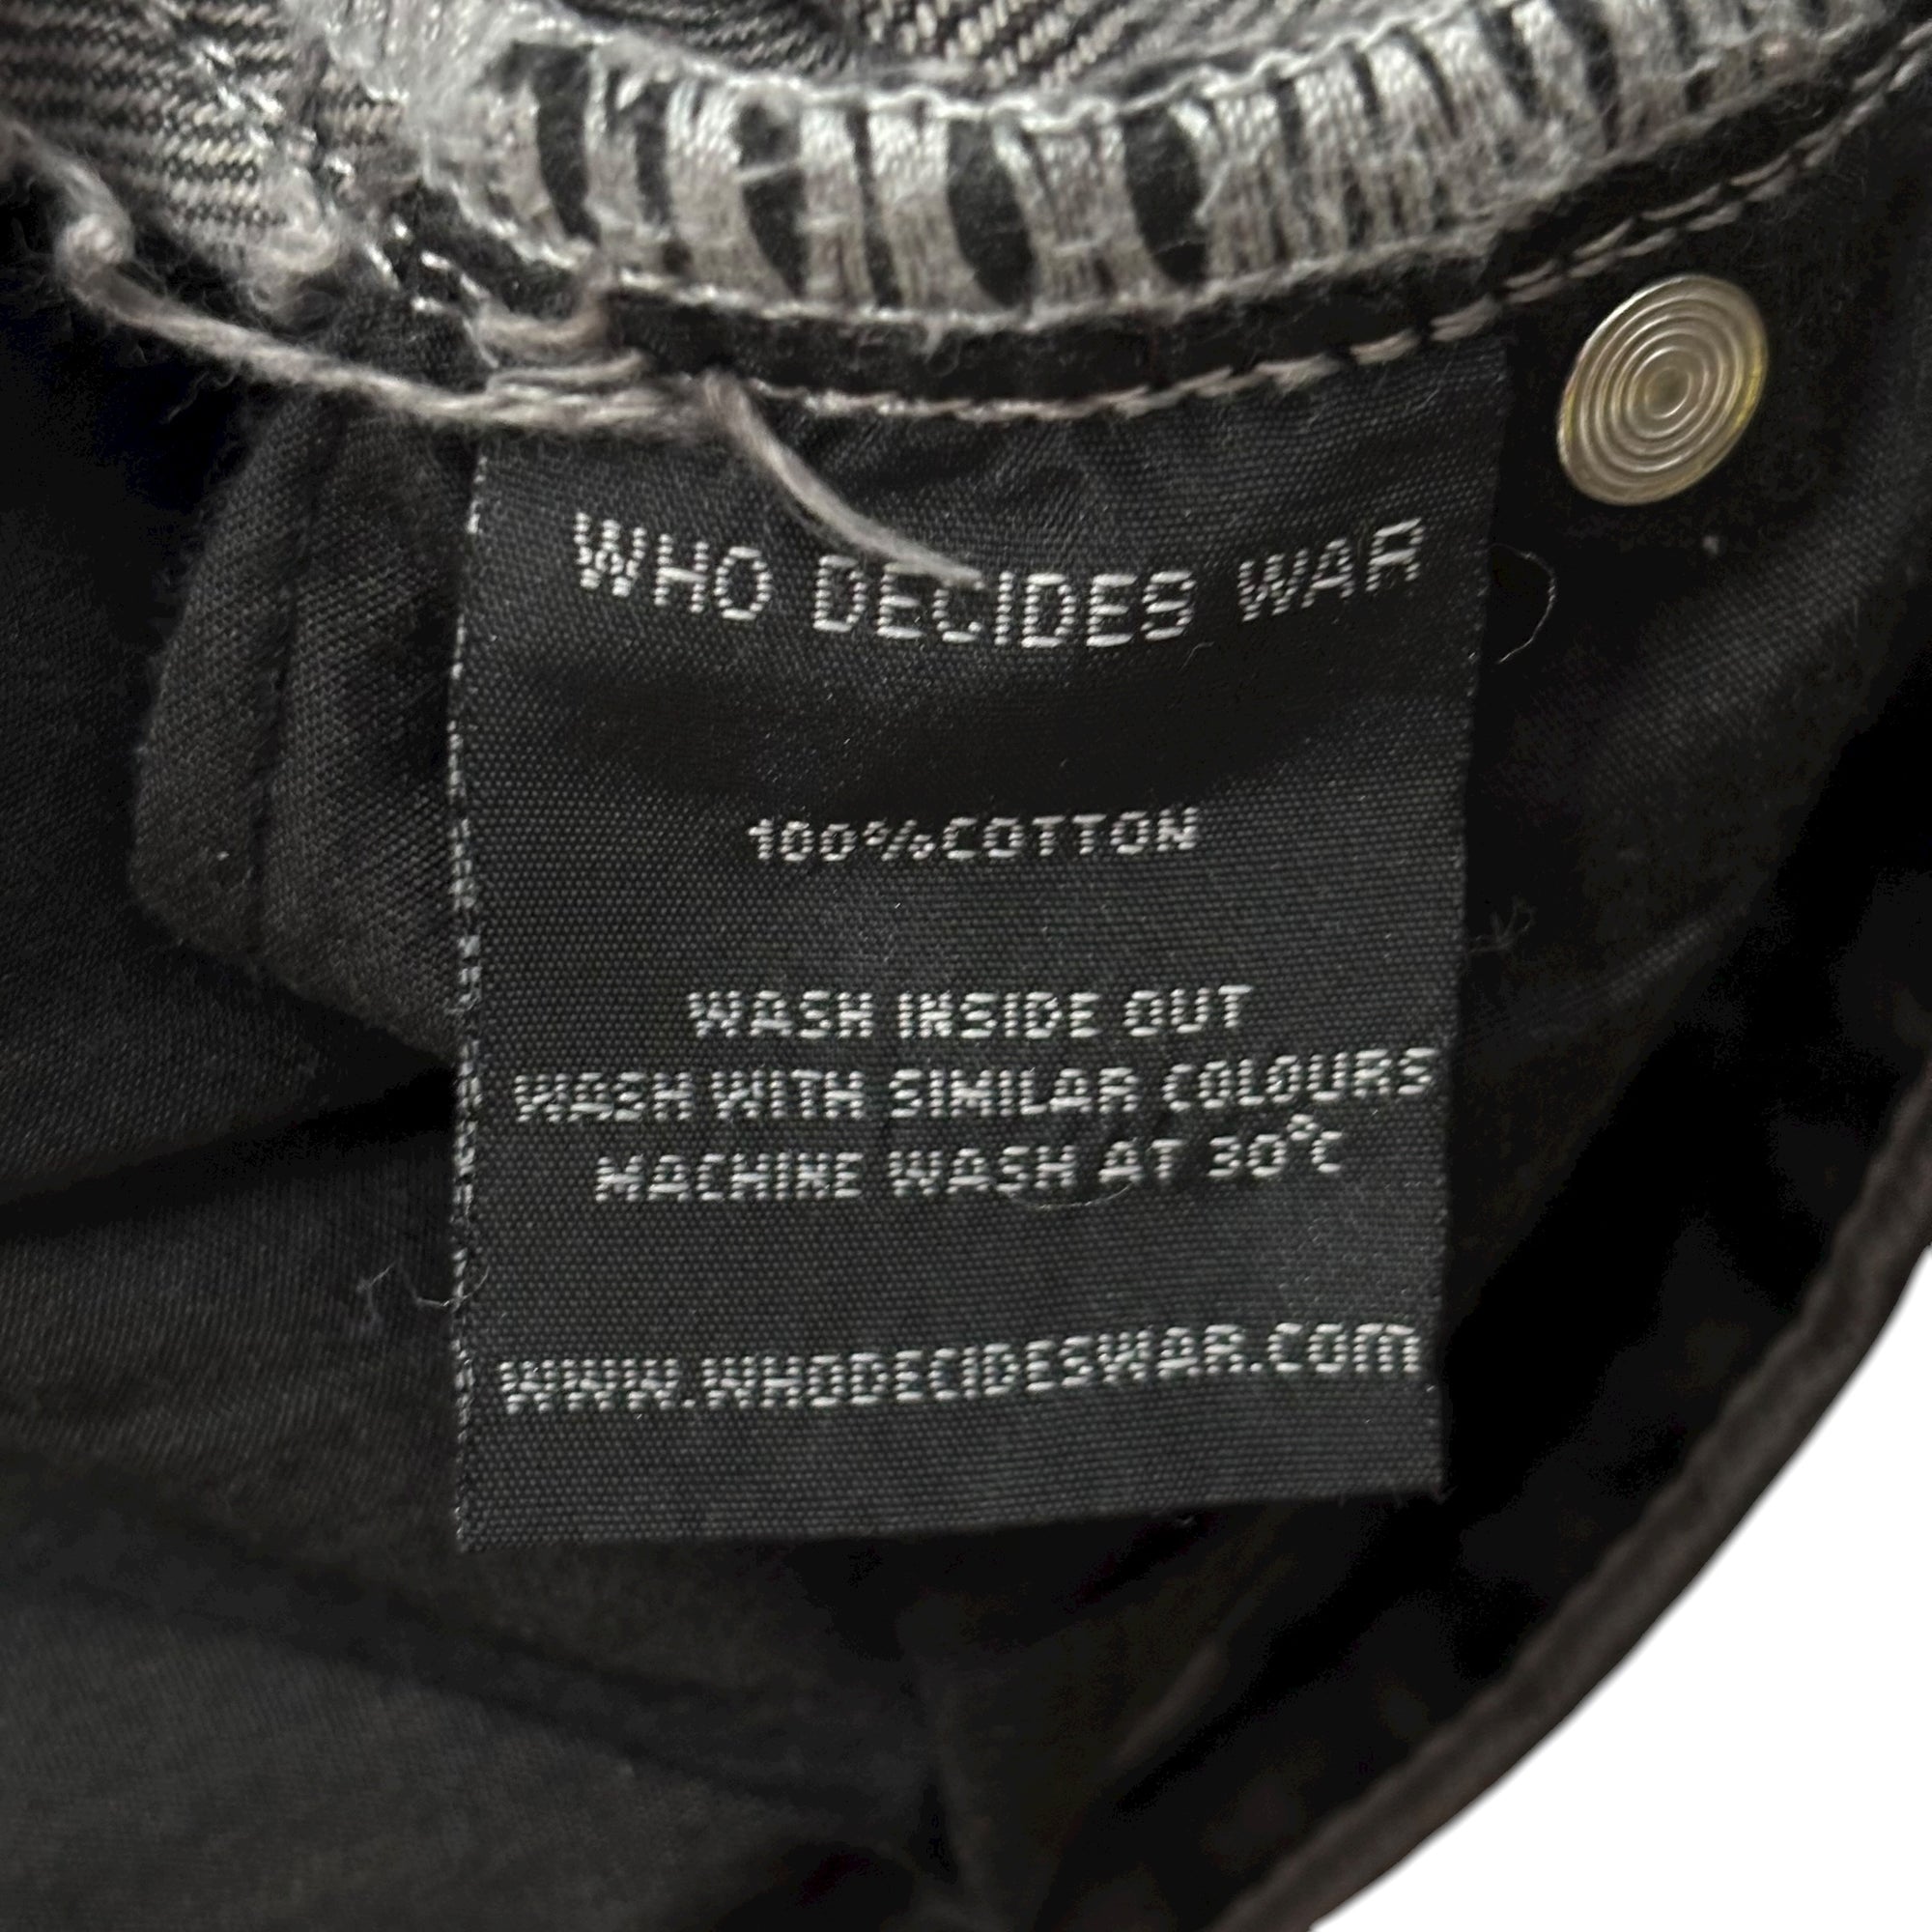 WHO DECIDES WAR
100%COTTON
WASH INSIDE OUT
WASH WITH SIMILAR COLOURS
MACHINE WASH AT 30°C
WWW.WHODECIDESWAR.COM